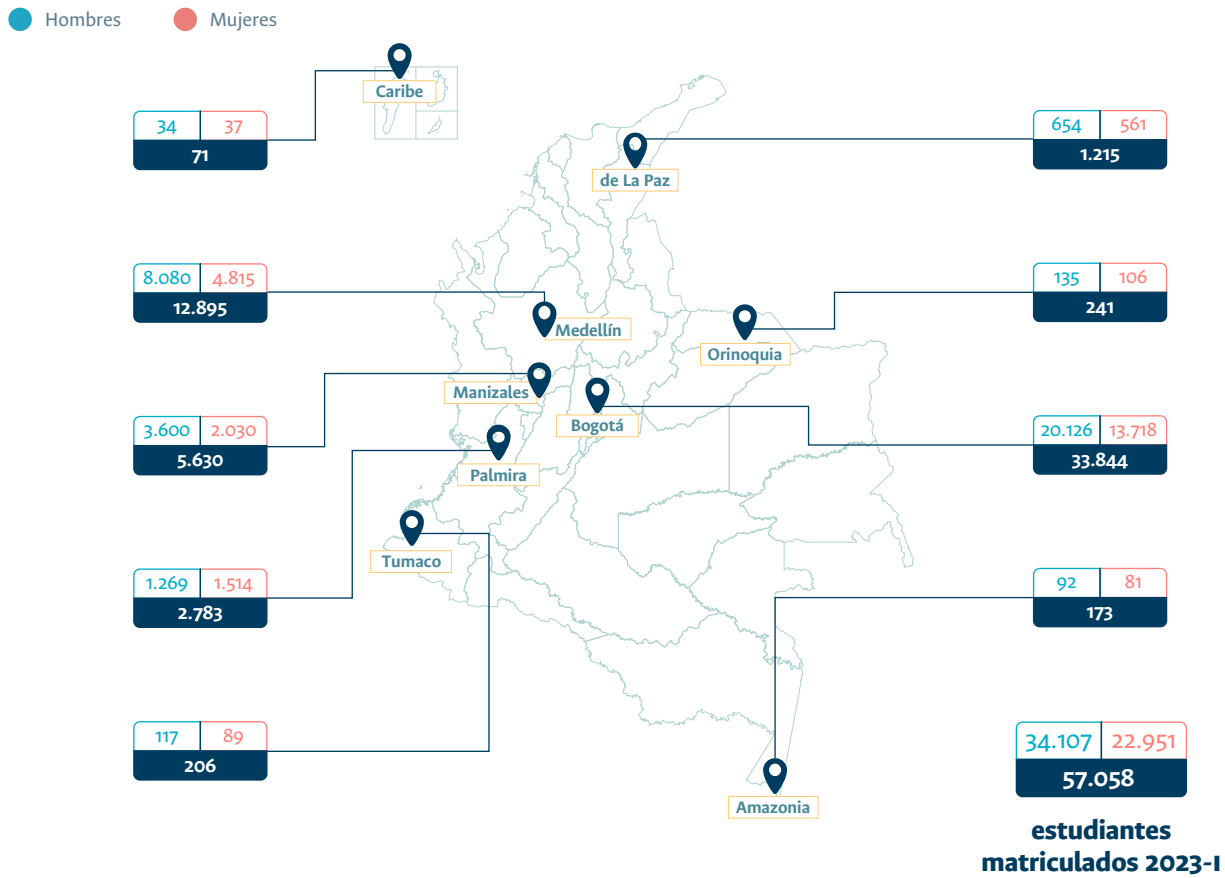 Hombres
Mujeres
Caribe
34 37
71
de La Paz
654 561
1.215
8.080 4.815
12.895
Medellín
135 106
241
Orinoquia
Manizales
3.600 2.030
5.630
Bogotá
20.126 13.718
33.844
Palmira
1.269 1.514
2.783
Tumaco
117 89
206
92 81
173
Amazonia
34.107 22.951
57.058
estudiantes
matriculados 2023-I